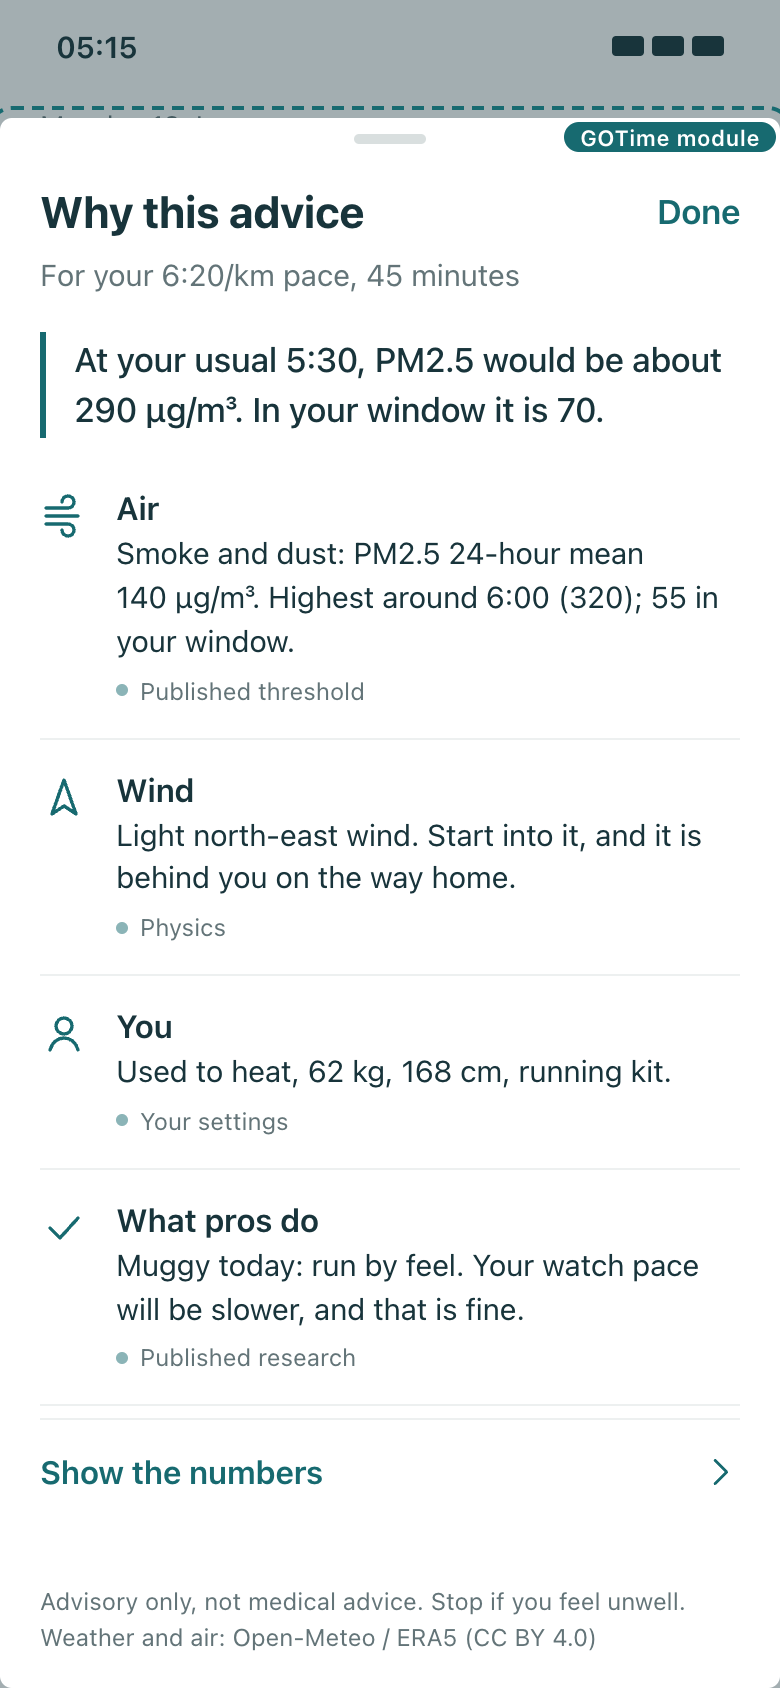 05:15
GOTime module
Why this advice
Done
For your 6:20/km pace, 45 minutes
At your usual 5:30, PM2.5 would be about
290 µg/m³. In your window it is 70.
Air
Smoke and dust: PM2.5 24-hour mean
140 µg/m³. Highest around 6:00 (320); 55 in
your window.
Published threshold
Wind
Light north-east wind. Start into it, and it is
behind you on the way home.
Physics
You
Used to heat, 62 kg, 168 cm, running kit.
Your settings
What pros do
Muggy today: run by feel. Your watch pace
will be slower, and that is fine.
Published research
Show the numbers
Advisory only, not medical advice. Stop if you feel unwell.
Weather and air: Open-Meteo / ERA5 (CC BY 4.0)